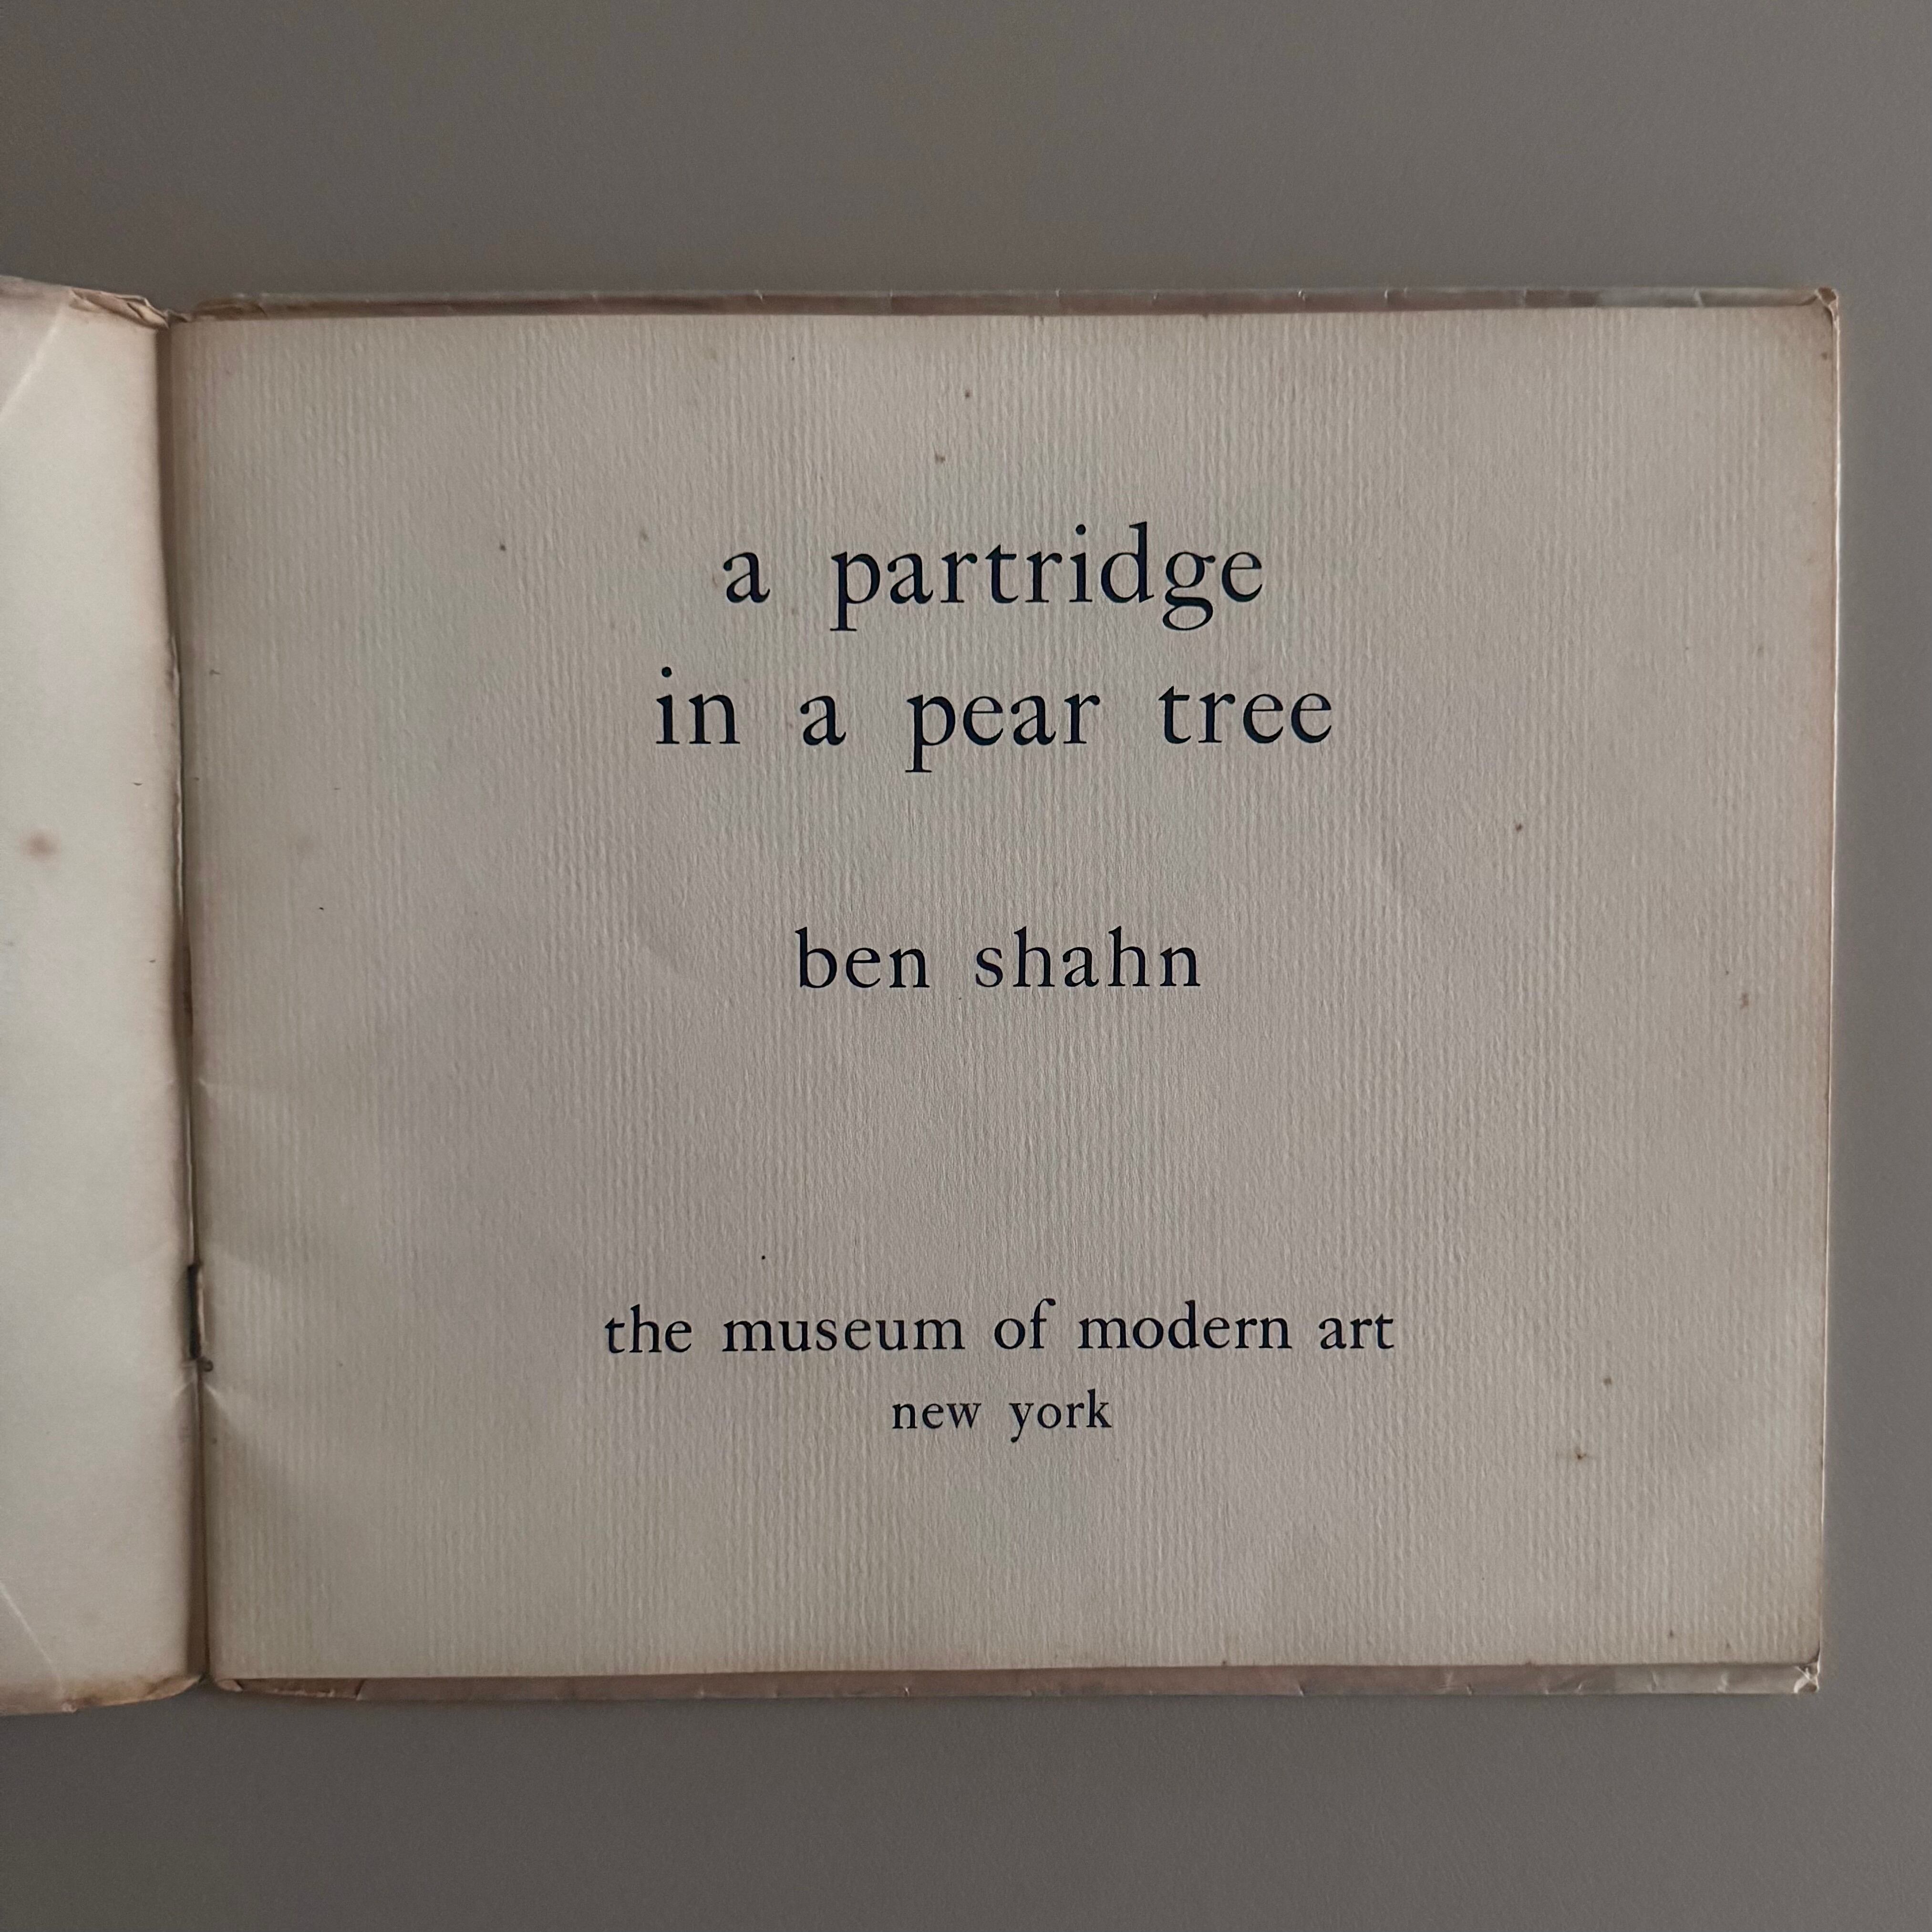 a partridge
in a pear tree
ben shahn
the museum of modern art
new york